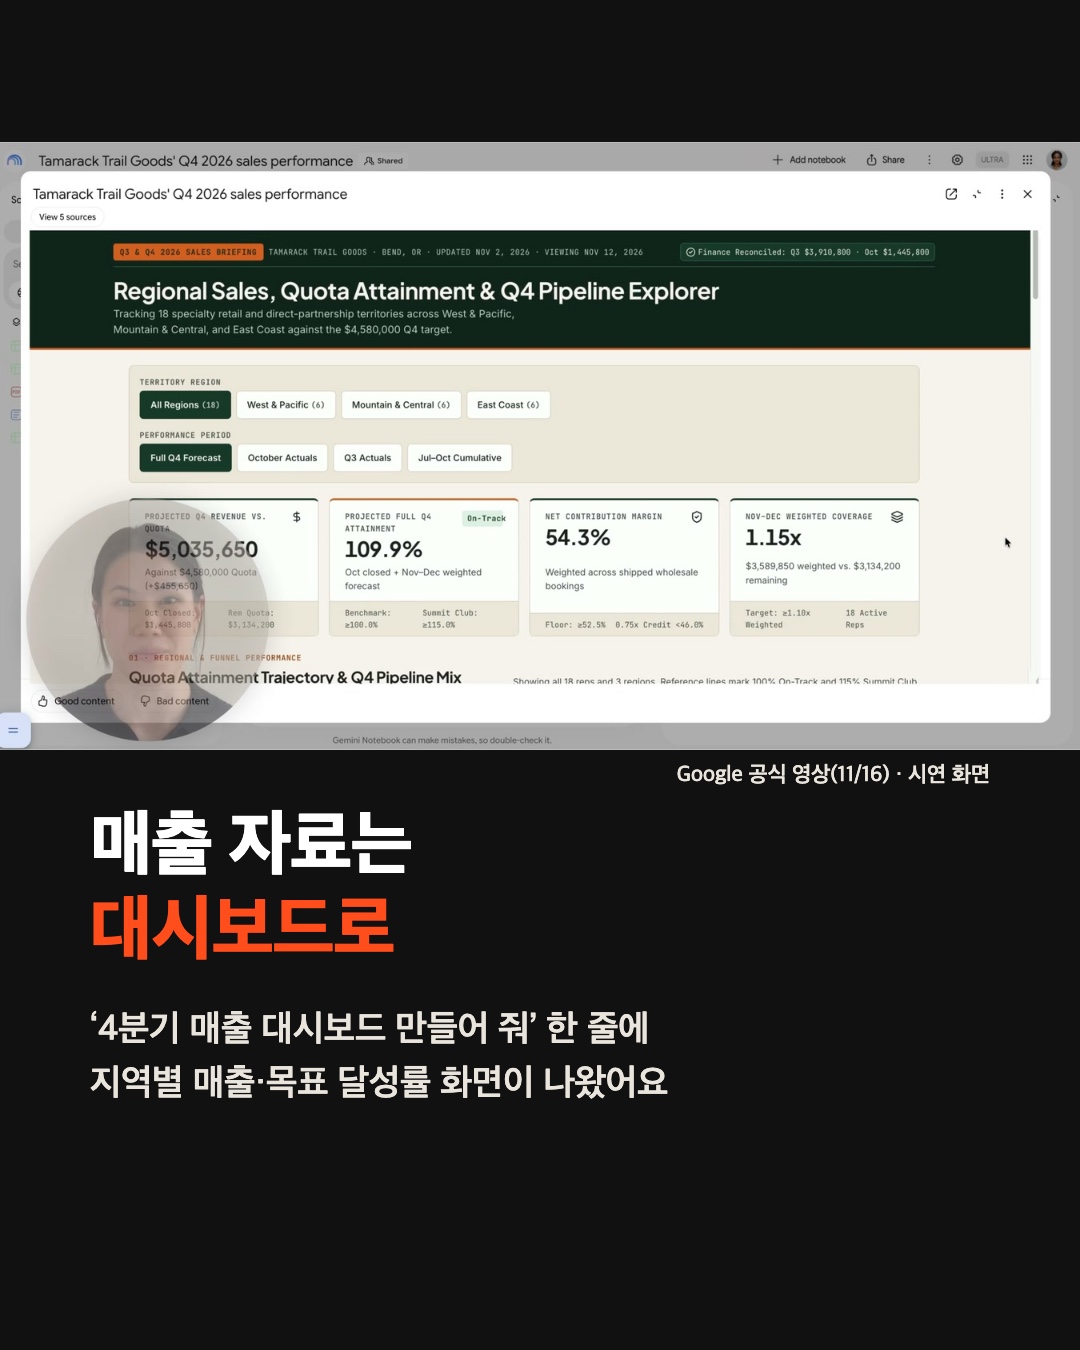 Tamarack Trail Goods' Q4 2026 sales performance Shared Add notebook Share ULTRA
Tamarack Trail Goods' Q4 2026 sales performance
View 5 sources
Q3 & Q4 2026 SALES BRIEFING TAMARACK TRAIL GOODS · BEND, OR · UPDATED NOV 2, 2026 · VIEWING NOV 12, 2026 Finance Reconciled: Q3 $3,910,800 · Oct $1,445,800
Regional Sales, Quota Attainment & Q4 Pipeline Explorer
Tracking 18 specialty retail and direct-partnership territories across West & Pacific,
Mountain & Central, and East Coast against the $4,580,000 Q4 target.
TERRITORY REGION
All Regions (18) West & Pacific (6) Mountain & Central (6) East Coast (6)
PERFORMANCE PERIOD
Full Q4 Forecast October Actuals Q3 Actuals Jul–Oct Cumulative
PROJECTED Q4 REVENUE VS.
QUOTA
$5,035,650
Against $4,580,000 Quota
(+$455,650)
Oct Closed: Rem Quota:
$1,445,800 $3,134,200
PROJECTED FULL Q4 On-Track
ATTAINMENT
109.9%
Oct closed + Nov–Dec weighted
forecast
Benchmark: Summit Club:
≥100.0% ≥115.0%
NET CONTRIBUTION MARGIN
54.3%
Weighted across shipped wholesale
bookings
Floor: ≥52.5% 0.75x Credit <46.0%
NOV-DEC WEIGHTED COVERAGE
1.15x
$3,589,850 weighted vs. $3,134,200
remaining
Target: ≥1.10x 18 Active
Weighted Reps
01 · REGIONAL & FUNNEL PERFORMANCE
Quota Attainment Trajectory & Q4 Pipeline Mix
Showing all 18 reps and 3 regions. Reference lines mark 100% On-Track and 115% Summit Club
Good content Bad content
Gemini Notebook can make mistakes, so double-check it.
Google 공식 영상(11/16) · 시연 화면
매출 자료는
대시보드로
‘4분기 매출 대시보드 만들어 줘’ 한 줄에
지역별 매출·목표 달성률 화면이 나왔어요